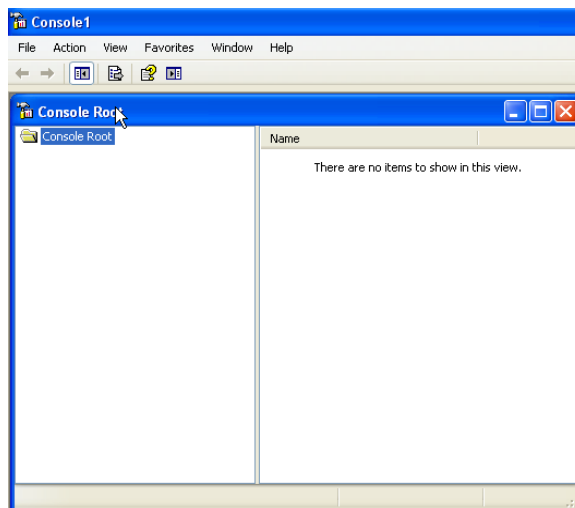 Console1
File Action View Favorites Window Help
Console Root
Console Root
Name
There are no items to show in this view.